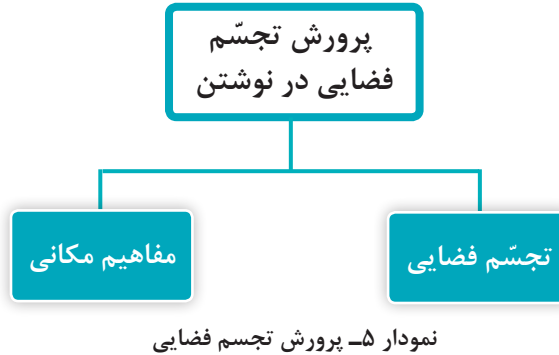 پرورش تجسّم
فضایی در نوشتن
تجسّم فضایی
مفاهیم مکانی
نمودار ۵ــ پرورش تجسم فضایی